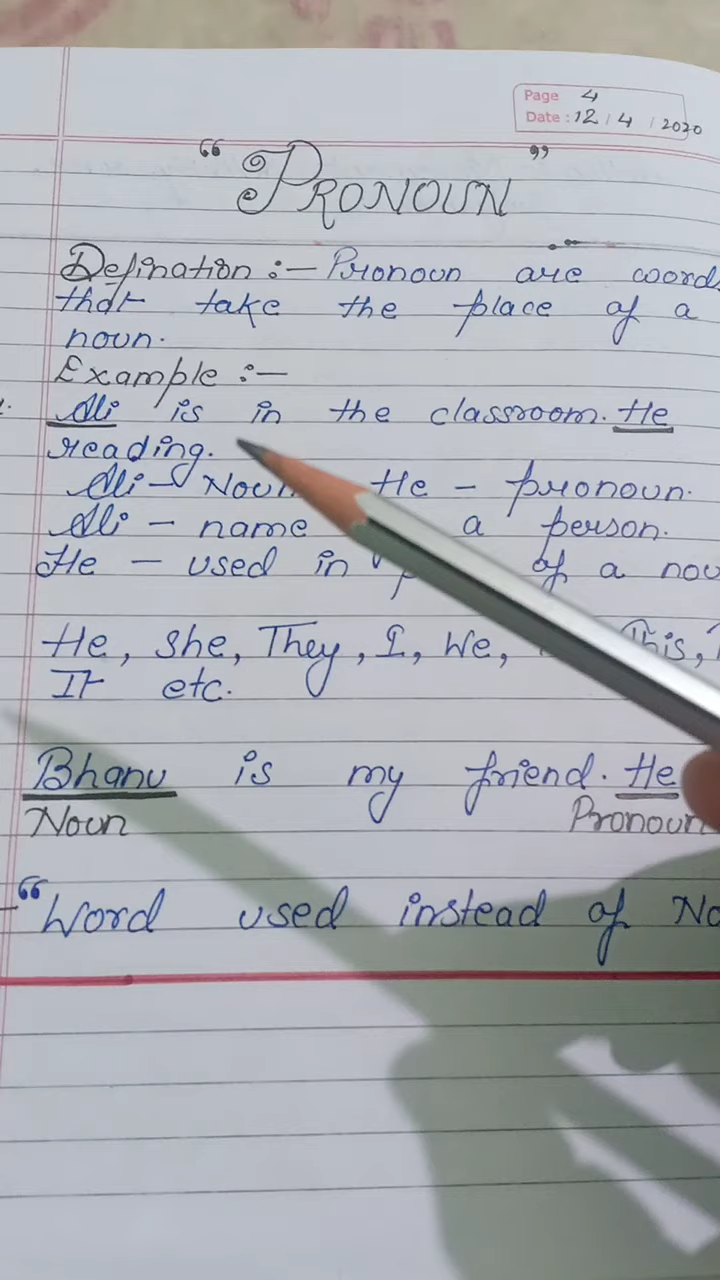 Page 4
Date : 12 / 4 / 2020
“ PRONOUN ”
Defination :— Pronoun are words
that take the place of a
noun.
Example :—
Ali is in the classroom. He
reading.
Ali — Noun He — pronoun.
Ali — name a person.
He — used in of a nou
He, She, They, I, We, This,
It etc.
Bhanu is my friend. He
Noun Pronoun
“Word used instead of No